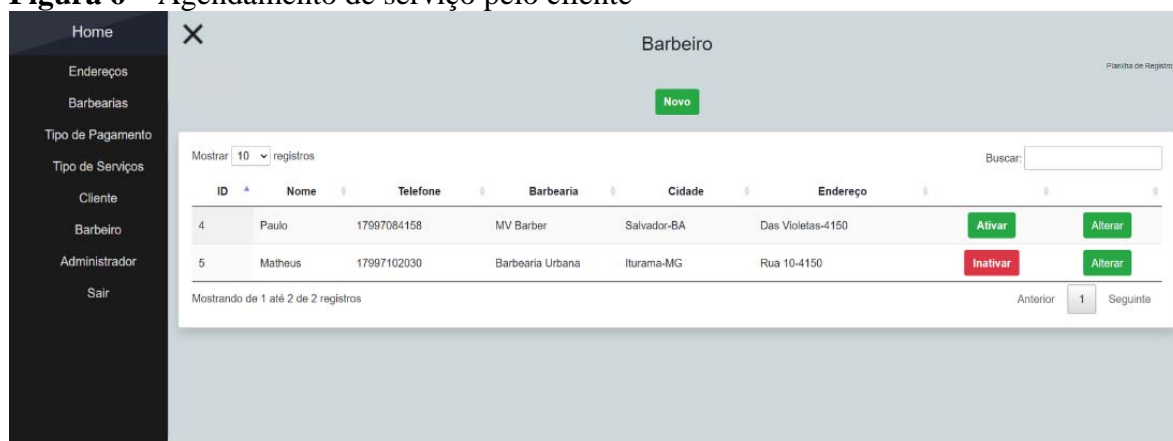 Figura 6 – Agendamento de serviço pelo cliente
Home
Endereços
Barbearias
Tipo de Pagamento
Tipo de Serviços
Cliente
Barbeiro
Administrador
Sair
Barbeiro
Planilha de Registro
Novo
Mostrar 10 registros
Buscar:
ID Nome Telefone Barbearia Cidade Endereço
4 Paulo 17997084158 MV Barber Salvador-BA Das Violetas-4150 Ativar Alterar
5 Matheus 17997102030 Barbearia Urbana Iturama-MG Rua 10-4150 Inativar Alterar
Mostrando de 1 até 2 de 2 registros
Anterior 1 Seguinte